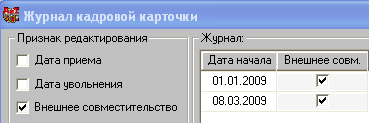 Журнал кадровой карточки
Признак редактирования
Дата приема
Дата увольнения
Внешнее совместительство
Журнал:
Дата начала Внешнее совм.
01.01.2009
08.03.2009